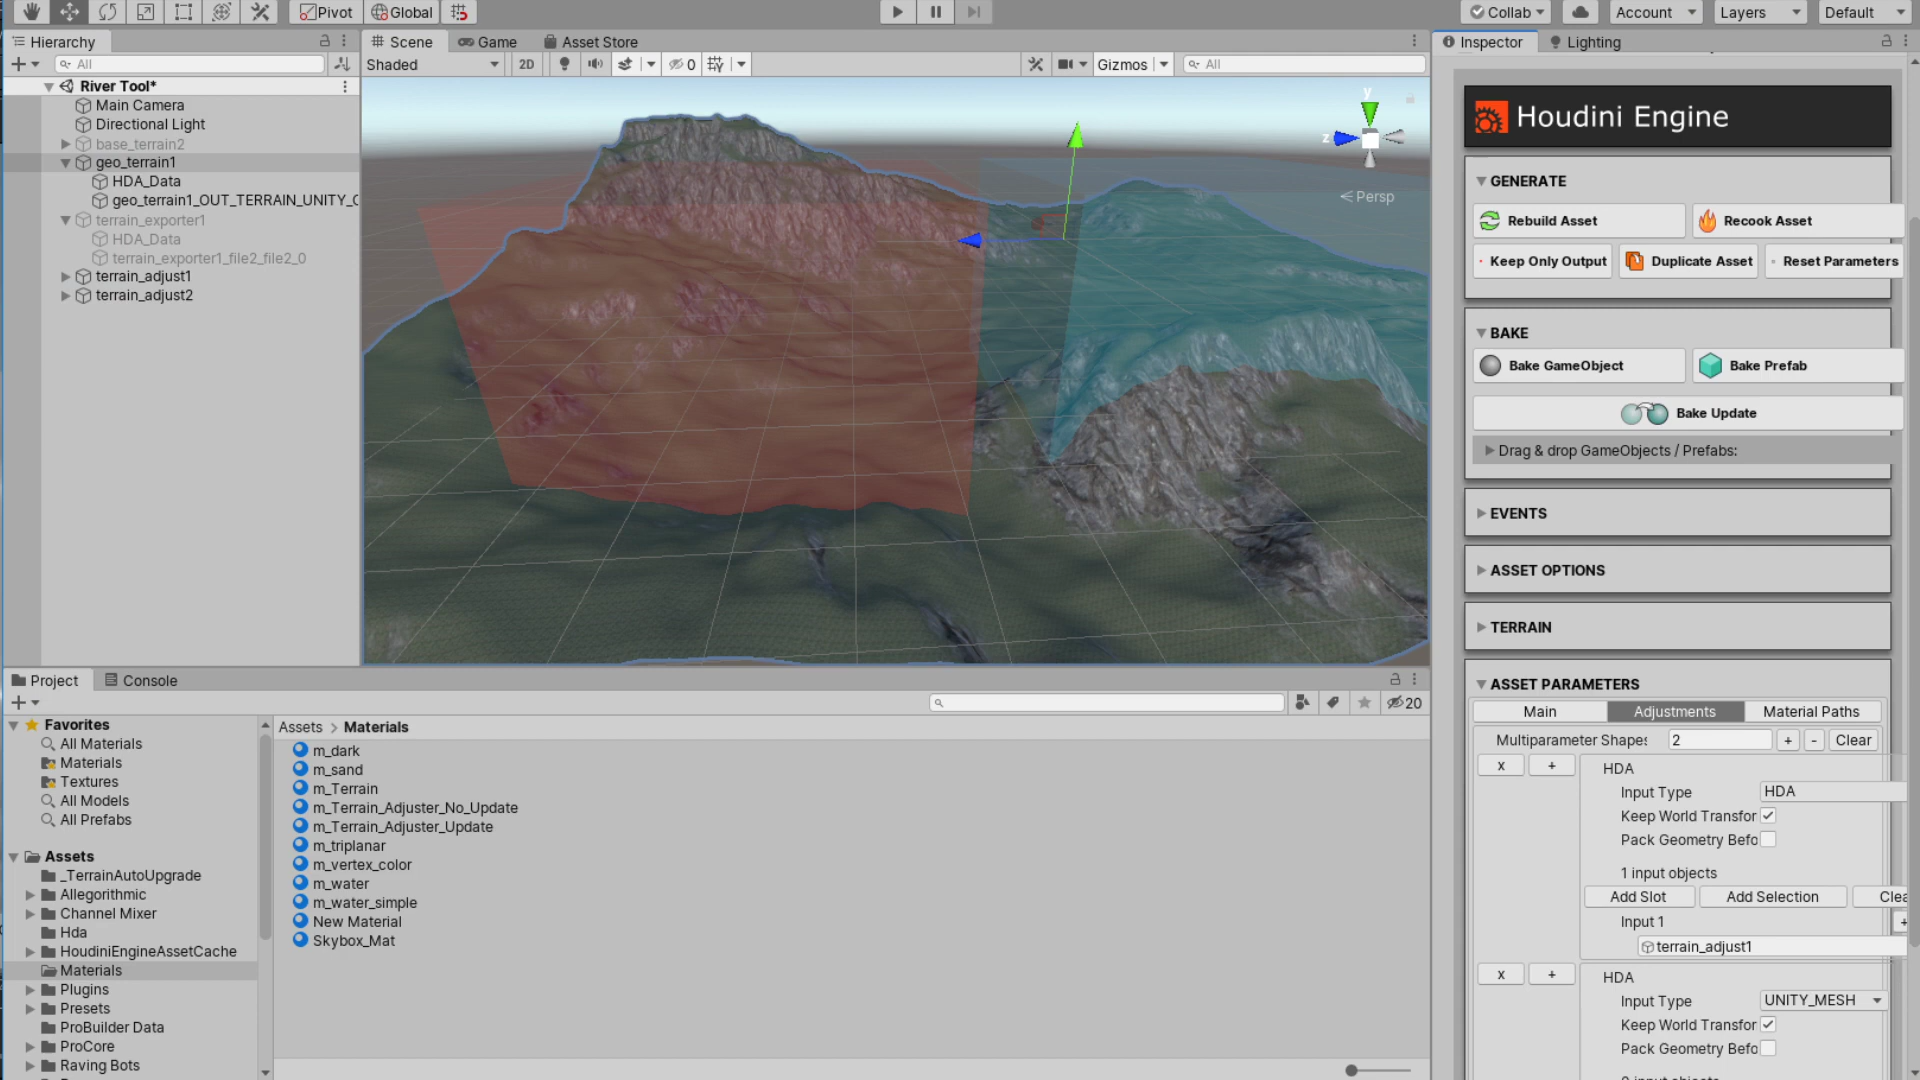 Pivot Global Collab Account Layers Default
Hierarchy Scene Game Asset Store Inspector Lighting
All Shaded 2D 0 Gizmos All
River Tool*
Main Camera
Directional Light
base_terrain2
geo_terrain1
HDA_Data
geo_terrain1_OUT_TERRAIN_UNITY_C
terrain_exporter1
HDA_Data
terrain_exporter1_file2_file2_0
terrain_adjust1
terrain_adjust2
y
z
Persp
Houdini Engine
GENERATE
Rebuild Asset Recook Asset
Keep Only Output Duplicate Asset Reset Parameters
BAKE
Bake GameObject Bake Prefab
Bake Update
Drag & drop GameObjects / Prefabs:
EVENTS
ASSET OPTIONS
TERRAIN
ASSET PARAMETERS
Main Adjustments Material Paths
Multiparameter Shapes 2 + - Clear
x + HDA
Input Type HDA
Keep World Transfor
Pack Geometry Befo
1 input objects
Add Slot Add Selection Clea
Input 1 +
terrain_adjust1
x + HDA
Input Type UNITY_MESH
Keep World Transfor
Pack Geometry Befo
Project Console
20
Favorites
All Materials
Materials
Textures
All Models
All Prefabs
Assets
_TerrainAutoUpgrade
Allegorithmic
Channel Mixer
Hda
HoudiniEngineAssetCache
Materials
Plugins
Presets
ProBuilder Data
ProCore
Raving Bots
Assets > Materials
m_dark
m_sand
m_Terrain
m_Terrain_Adjuster_No_Update
m_Terrain_Adjuster_Update
m_triplanar
m_vertex_color
m_water
m_water_simple
New Material
Skybox_Mat